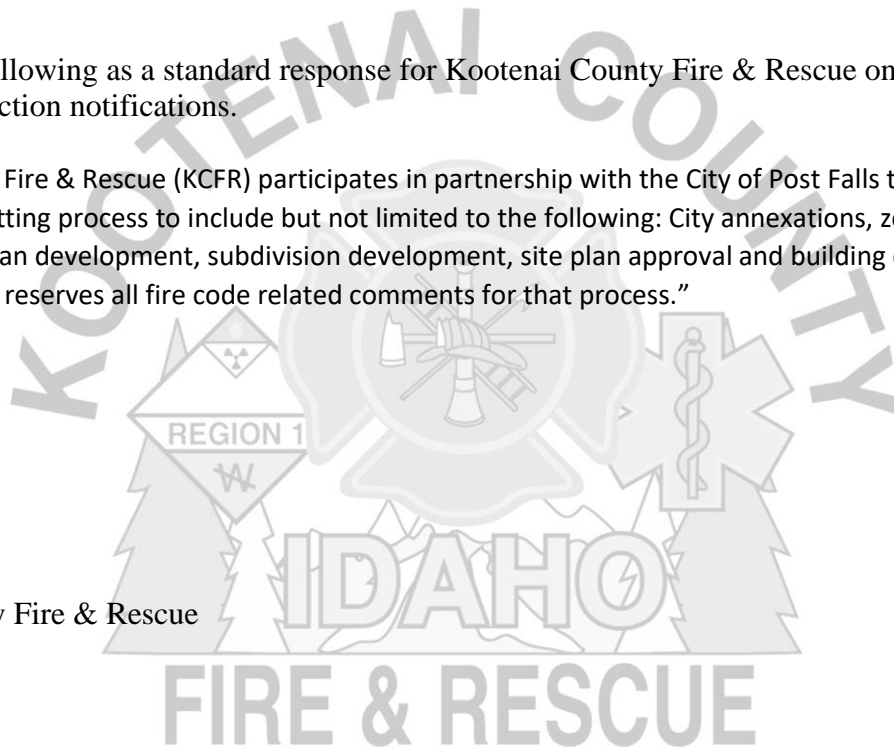 KOOTENAI COUNTY
llowing as a standard response for Kootenai County Fire & Rescue on
ction notifications.
Fire & Rescue (KCFR) participates in partnership with the City of Post Falls t
tting process to include but not limited to the following: City annexations, z
an development, subdivision development, site plan approval and building
reserves all fire code related comments for that process.”
REGION 1
W
IDAHO
y Fire & Rescue
FIRE & RESCUE